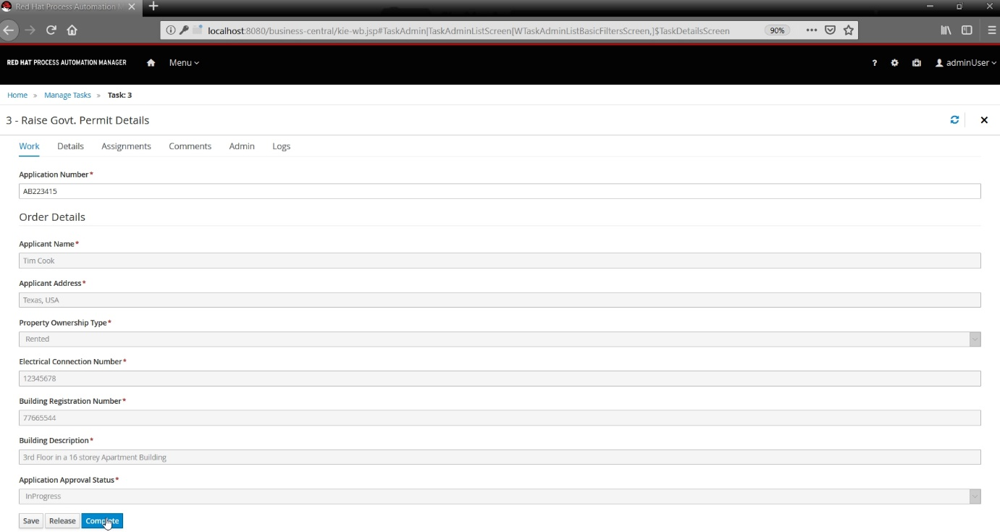 Red Hat Process Automation M
localhost:8080/business-central/kie-wb.jsp#TaskAdmin|TaskAdminListScreen[WTaskAdminListBasicFiltersScreen,]$TaskDetailsScreen 90%
RED HAT PROCESS AUTOMATION MANAGER Menu ? adminUser
Home » Manage Tasks » Task: 3
3 - Raise Govt. Permit Details
Work Details Assignments Comments Admin Logs
Application Number*
AB223415
Order Details
Applicant Name*
Tim Cook
Applicant Address*
Texas, USA
Property Ownership Type*
Rented
Electrical Connection Number*
12345678
Building Registration Number*
77665544
Building Description*
3rd Floor in a 16 storey Apartment Building
Application Approval Status*
InProgress
Save Release Complete